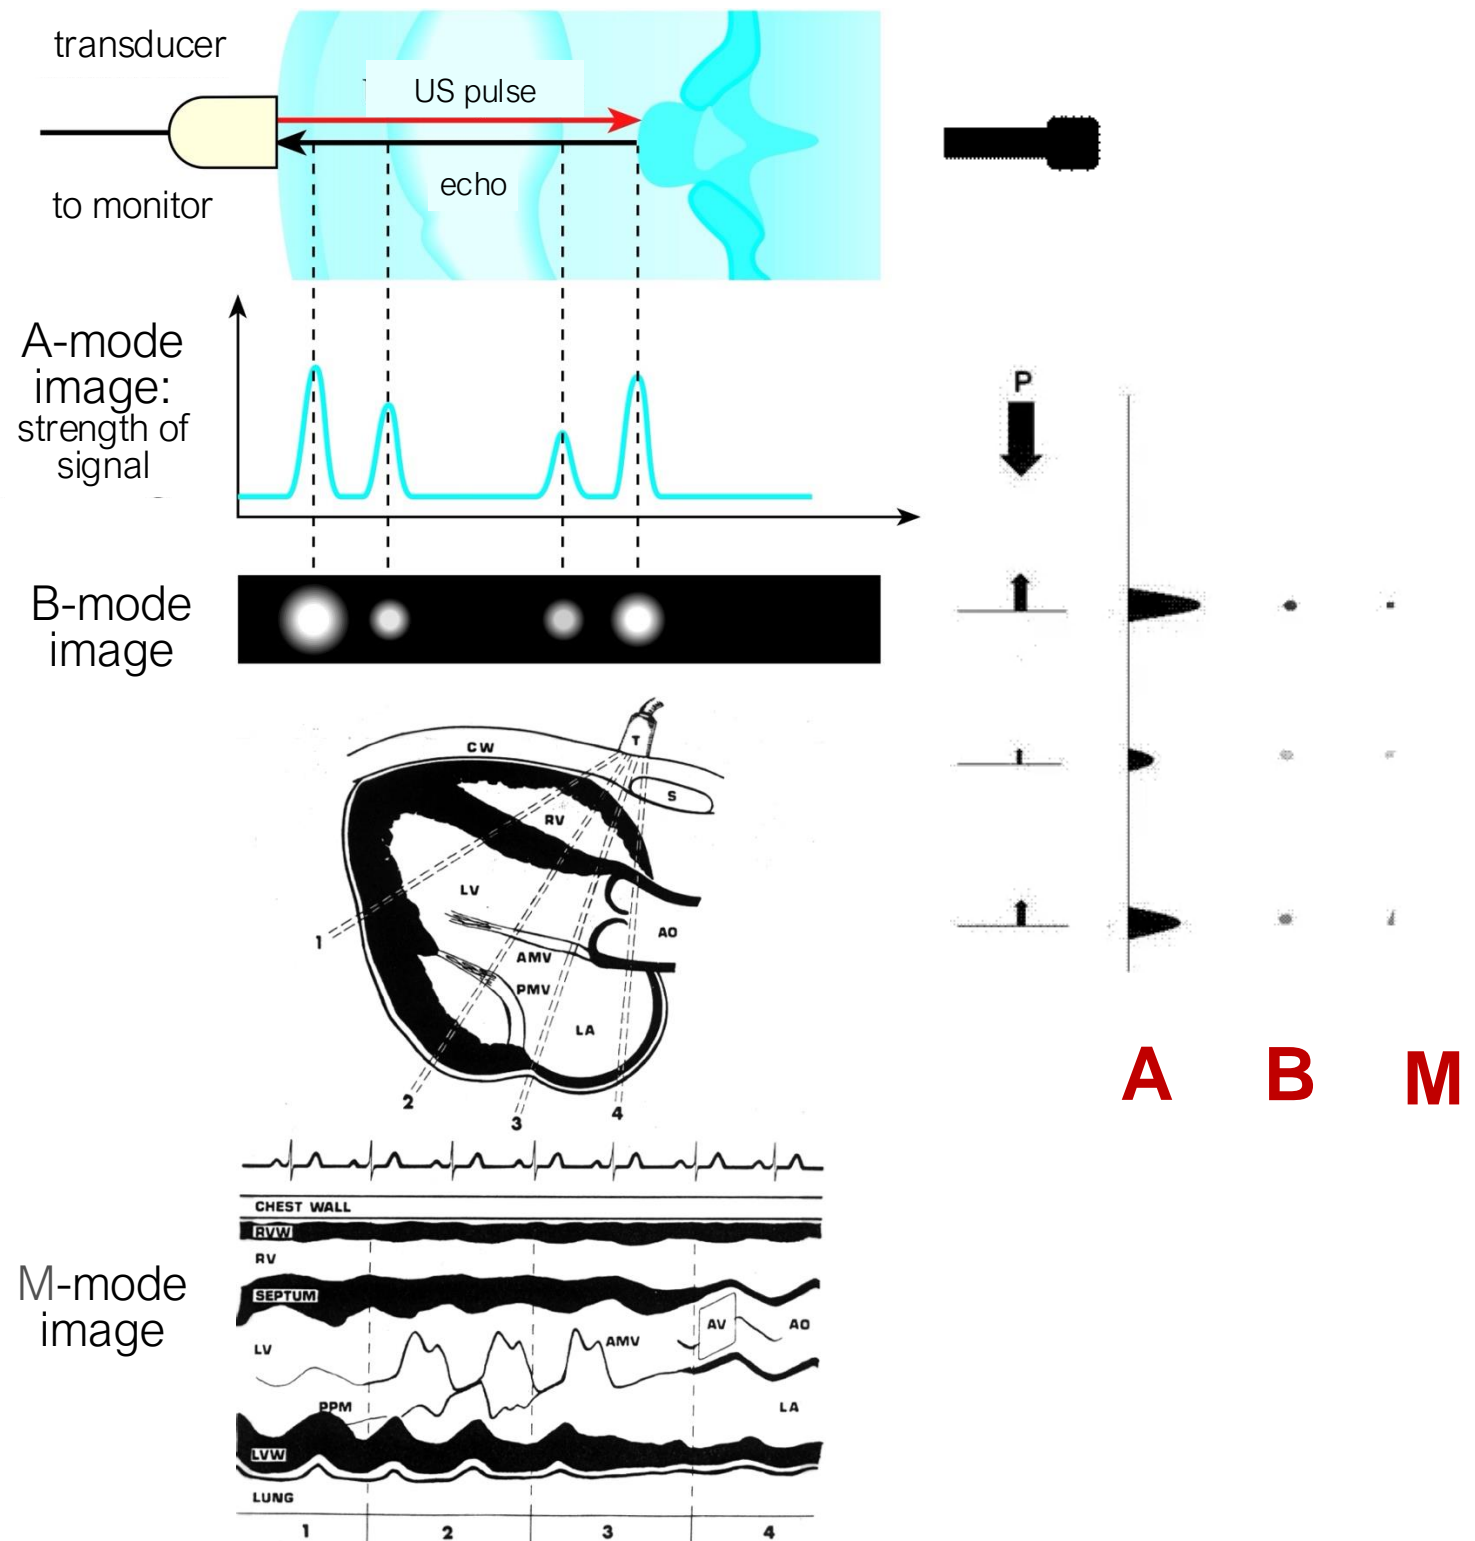 transducer
US pulse
echo
to monitor
A-mode
image:
strength of
signal
P
B-mode
image
CW
T
S
RV
LV
AO
1
AMV
PMV
LA
2
3
4
A
B
M
CHEST WALL
RVW
RV
SEPTUM
AV
AO
M-mode
image
LV
AMV
PPM
LA
LVW
LUNG
1
2
3
4